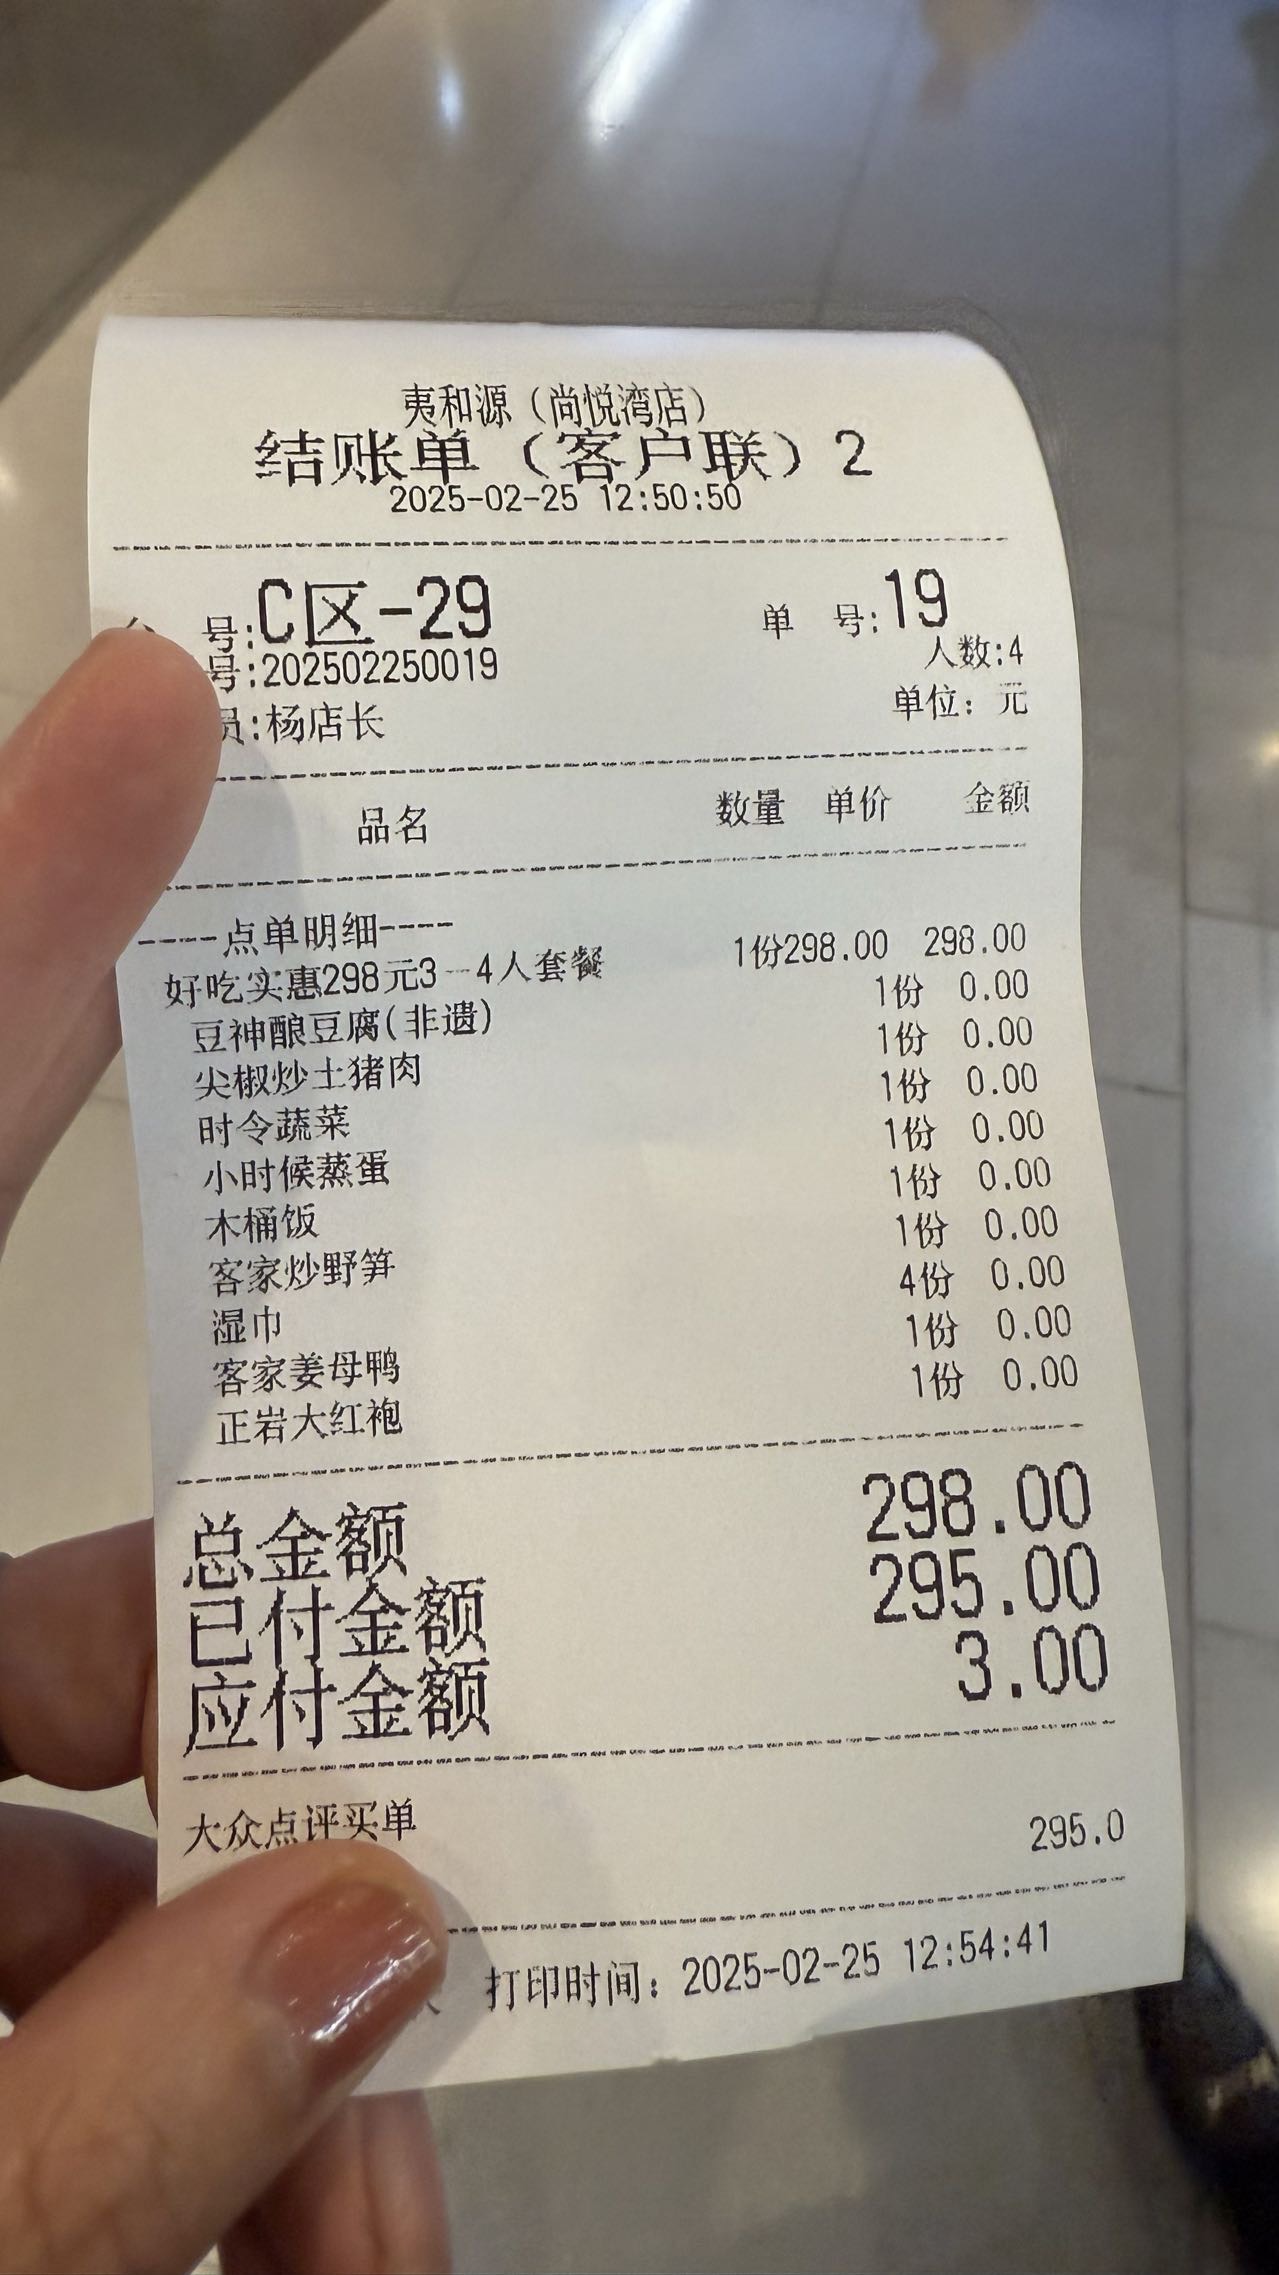 夷和源（尚悦湾店）
结账单（客户联）2
2025-02-25 12:50:50
号:C区-29 单 号:19
号:202502250019 人数:4
员:杨店长 单位：元
品名 数量 单价 金额
----点单明细----
好吃实惠298元3-4人套餐 1份298.00 298.00
豆神酿豆腐(非遗) 1份 0.00
尖椒炒土猪肉 1份 0.00
时令蔬菜 1份 0.00
小时候蒸蛋 1份 0.00
木桶饭 1份 0.00
客家炒野笋 1份 0.00
湿巾 4份 0.00
客家姜母鸭 1份 0.00
正岩大红袍 1份 0.00
总金额 298.00
已付金额 295.00
应付金额 3.00
大众点评买单 295.0
打印时间：2025-02-25 12:54:41